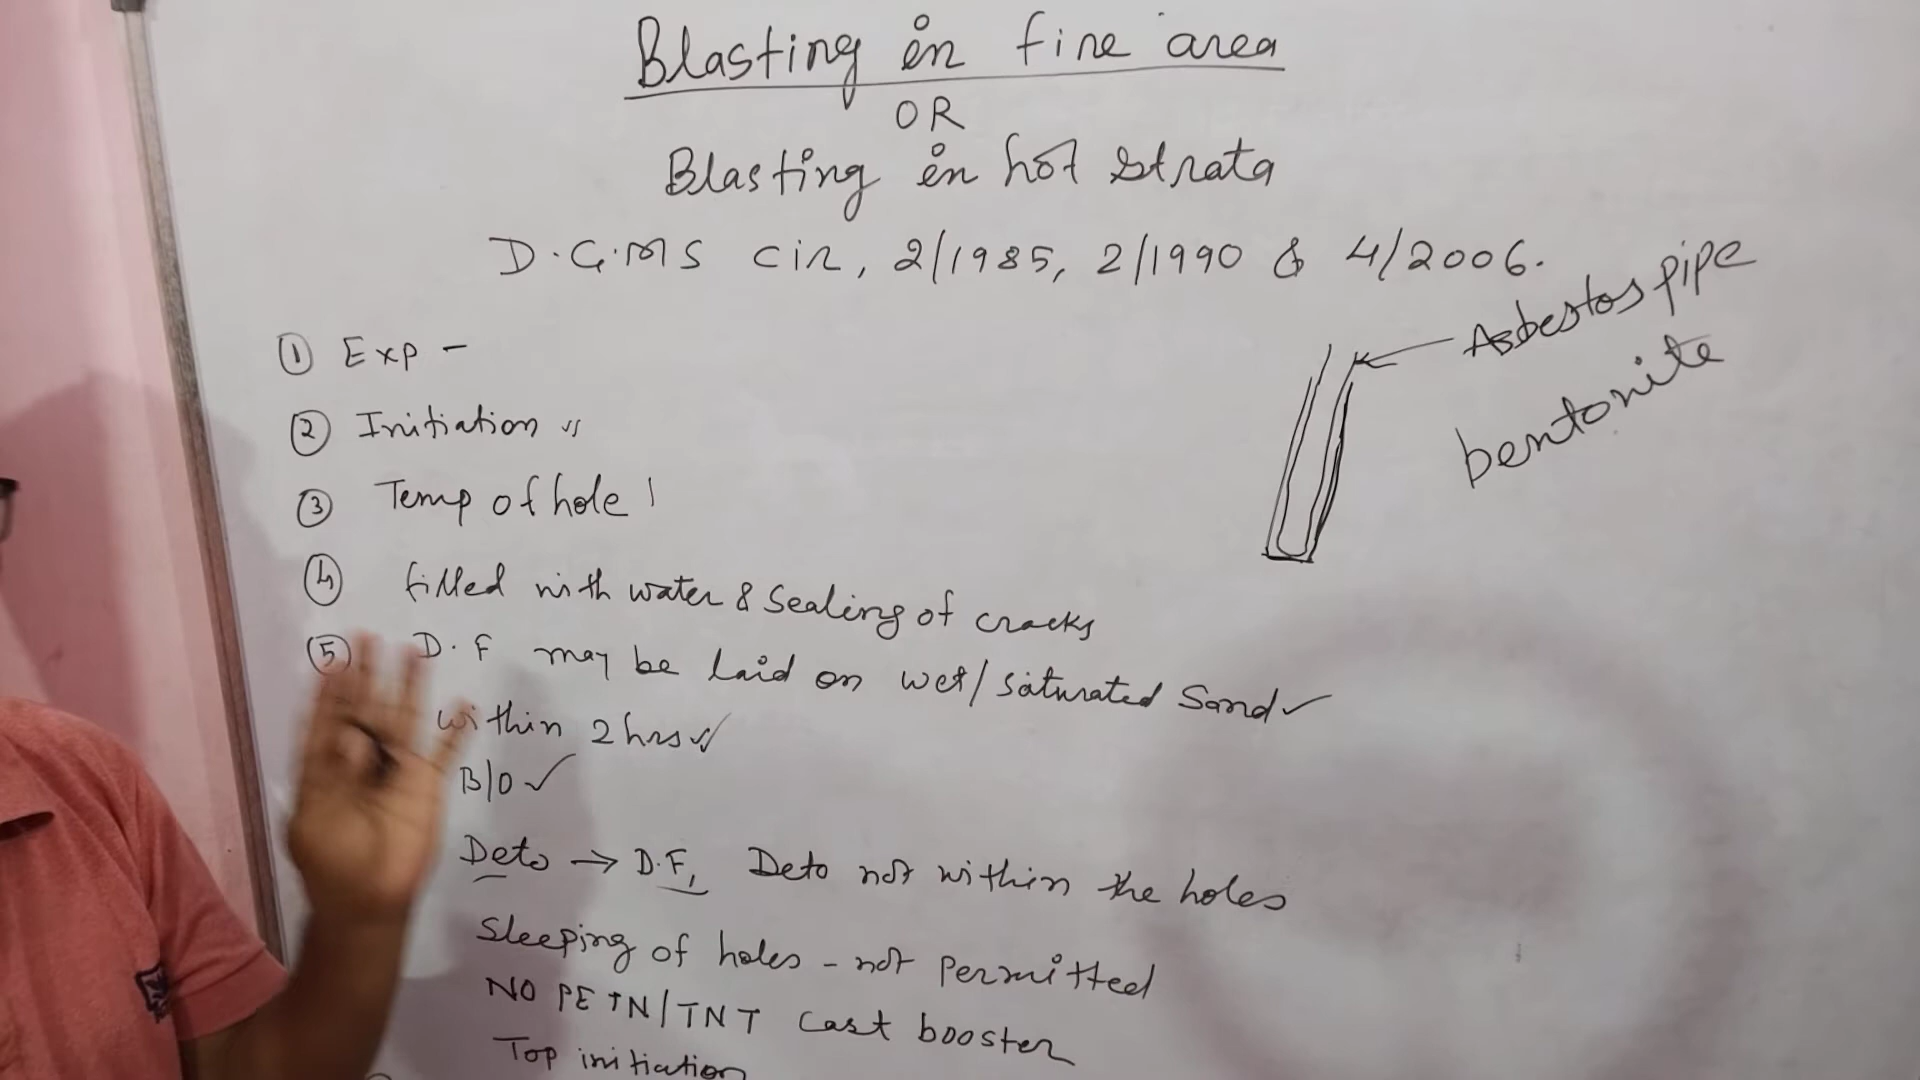 Blasting in fire area
OR
Blasting in hot strata
D.G.MS cir, 2/1985, 2/1990 & 4/2006.
Asbestos pipe
bentonite
① Exp -
② Initiation
③ Temp of hole
④ filled with water & Sealing of cracks
⑤ D.F may be laid on wet/saturated Sand ✓
within 2 hrs ✓
B/O ✓
Deto → D.F, Deto not within the holes
Sleeping of holes - not permitted
NO PETN/TNT cast booster
Top initiation